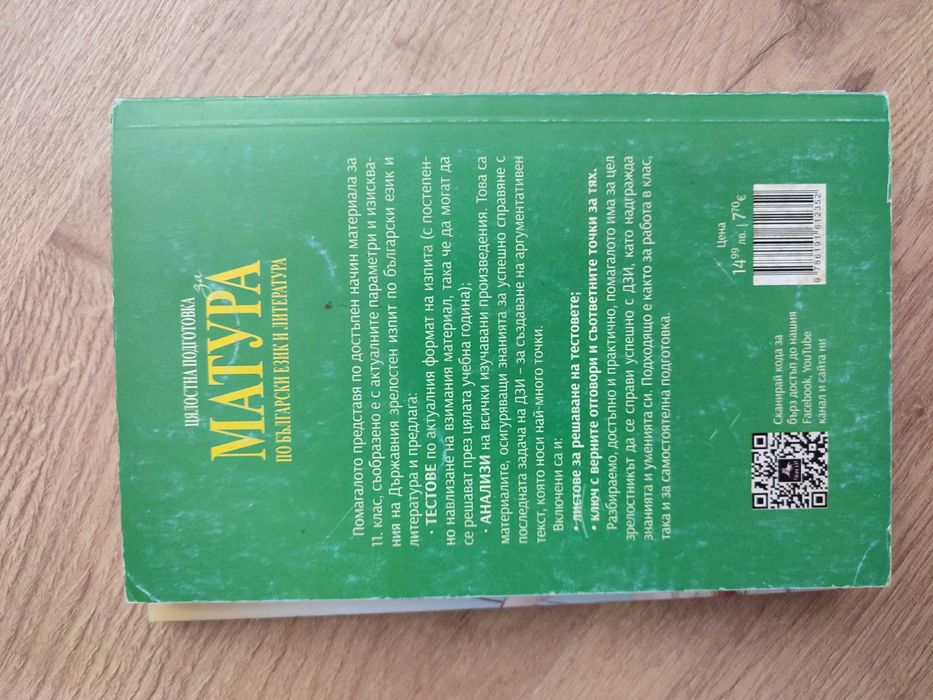 ЦЯЛОСТНА ПОДГОТОВКА за
МАТУРА
ПО БЪЛГАРСКИ ЕЗИК И ЛИТЕРАТУРА
Помагалото представя по достъпен начин материала за
11. клас, съобразено е с актуалните параметри и изисква-
ния на Държавния зрелостен изпит по български език и
литература и предлага:
• ТЕСТОВЕ по актуалния формат на изпита (с постепен-
но навлизане на взимания материал, така че да могат да
се решават през цялата учебна година);
• АНАЛИЗИ на всички изучавани произведения. Това са
материалите, осигуряващи знанията за успешно справяне с
последната задача на ДЗИ – за създаване на аргументативен
текст, която носи най-много точки.
Включени са и:
• листове за решаване на тестовете;
• ключ с верните отговори и съответните точки за тях.
Разбираемо, достъпно и практично, помагалото има за цел
зрелостникът да се справи успешно с ДЗИ, като надгражда
знанията и уменията си. Подходящо е както за работа в клас,
така и за самостоятелна подготовка.
Сканирай кода за
бърз достъп до нашия
Facebook, YouTube
канал и сайта ни
Цена
14⁹⁹ лв. | 7⁷⁰ €
9 786191 612352